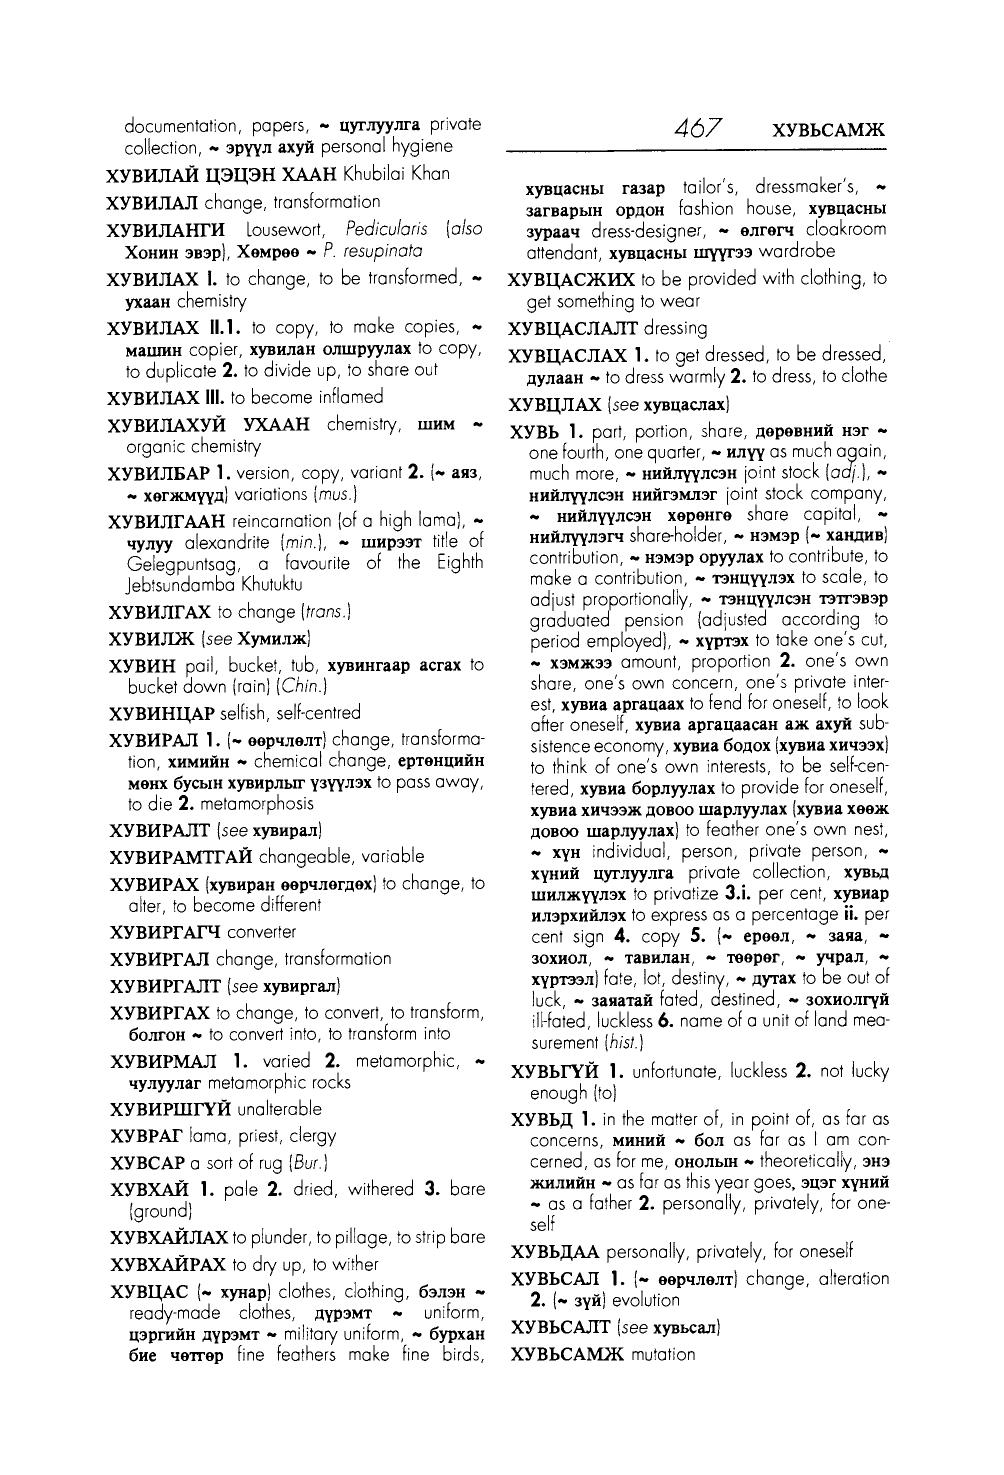 documentation, papers, ~ цуглуулга private
collection, ~ эрүүл ахуй personal hygiene
ХУВИЛАЙ ЦЭЦЭН ХААН Khubilai Khan
ХУВИЛАЛ change, transformation
ХУВИЛАНГИ Lousewort, Pedicularis (also
Хонин эвэр), Хөмрөө ~ P. resupinata
ХУВИЛАХ I. to change, to be transformed, ~
ухаан chemistry
ХУВИЛАХ II.1. to copy, to make copies, ~
машин copier, хувилан олшруулах to copy,
to duplicate 2. to divide up, to share out
ХУВИЛАХ III. to become inflamed
ХУВИЛАХУЙ УХААН chemistry, шим ~
organic chemistry
ХУВИЛБАР 1. version, copy, variant 2. (~ аяз,
~ хөгжмүүд) variations (mus.)
ХУВИЛГААН reincarnation (of a high lama), ~
чулуу alexandrite (min.), ~ ширээт title of
Gelegpuntsag, a favourite of the Eighth
Jebtsundamba Khutuktu
ХУВИЛГАХ to change (trans.)
ХУВИЛЖ (see Хумилж)
ХУВИН pail, bucket, tub, хувингаар асгах to
bucket down (rain) (Chin.)
ХУВИНЦАР selfish, self-centred
ХУВИРАЛ 1. (~ өөрчлөлт) change, transforma-
tion, химийн ~ chemical change, ертөнцийн
мөнх бусын хувирлыг үзүүлэх to pass away,
to die 2. metamorphosis
ХУВИРАЛТ (see хувирал)
ХУВИРАМТГАЙ changeable, variable
ХУВИРАХ (хувиран өөрчлөгдөх) to change, to
alter, to become different
ХУВИРГАГЧ converter
ХУВИРГАЛ change, transformation
ХУВИРГАЛТ (see хувиргал)
ХУВИРГАХ to change, to convert, to transform,
болгон ~ to convert into, to transform into
ХУВИРМАЛ 1. varied 2. metamorphic, ~
чулуулаг metamorphic rocks
ХУВИРШГҮЙ unalterable
ХУВРАГ lama, priest, clergy
ХУВСАР a sort of rug (Bur.)
ХУВХАЙ 1. pale 2. dried, withered 3. bare
(ground)
ХУВХАЙЛАХ to plunder, to pillage, to strip bare
ХУВХАЙРАХ to dry up, to wither
ХУВЦАС (~ хунар) clothes, clothing, бэлэн ~
ready-made clothes, дүрэмт ~ uniform,
цэргийн дүрэмт ~ military uniform, ~ бурхан
бие чөтгөр fine feathers make fine birds,
467 ХУВЬСАМЖ
хувцасны газар tailor's, dressmaker's, ~
загварын ордон fashion house, хувцасны
зураач dress-designer, ~ өлгөгч cloakroom
attendant, хувцасны шүүгээ wardrobe
ХУВЦАСЖИХ to be provided with clothing, to
get something to wear
ХУВЦАСЛАЛТ dressing
ХУВЦАСЛАХ 1. to get dressed, to be dressed,
дулаан ~ to dress warmly 2. to dress, to clothe
ХУВЦЛАХ (see хувцаслах)
ХУВЬ 1. part, portion, share, дөрөвний нэг ~
one fourth, one quarter, ~ илүү as much again,
much more, ~ нийлүүлсэн joint stock (adj.), ~
нийлүүлсэн нийгэмлэг joint stock company,
~ нийлүүлсэн хөрөнгө share capital, ~
нийлүүлэгч share-holder, ~ нэмэр (~ хандив)
contribution, ~ нэмэр оруулах to contribute, to
make a contribution, ~ тэнцүүлэх to scale, to
adjust proportionally, ~ тэнцүүлсэн тэтгэвэр
graduated pension (adjusted according to
period employed), ~ хүртэх to take one's cut,
~ хэмжээ amount, proportion 2. one's own
share, one's own concern, one's private inter-
est, хувиа аргацаах to fend for oneself, to look
after oneself, хувиа аргацаасан аж ахуй sub-
sistence economy, хувиа бодох (хувиа хичээх)
to think of one's own interests, to be self-cen-
tered, хувиа борлуулах to provide for oneself,
хувиа хичээж довоо шарлуулах (хувиа хөөж
довоо шарлуулах) to feather one's own nest,
~ хүн individual, person, private person, ~
хүний цуглуулга private collection, хувьд
шилжүүлэх to privatize 3.i. per cent, хувиар
илэрхийлэх to express as a percentage ii. per
cent sign 4. copy 5. (~ ерөөл, ~ заяа, ~
зохиол, ~ тавилан, ~ төөрөг, ~ учрал, ~
хүртээл) fate, lot, destiny, ~ дутах to be out of
luck, ~ заяатай fated, destined, ~ зохиолгүй
ill-fated, luckless 6. name of a unit of land mea-
surement (hist.)
ХУВЬГҮЙ 1. unfortunate, luckless 2. not lucky
enough (to)
ХУВЬД 1. in the matter of, in point of, as far as
concerns, миний ~ бол as far as I am con-
cerned, as for me, онолын ~ theoretically, энэ
жилийн ~ as far as this year goes, эцэг хүний
~ as a father 2. personally, privately, for one-
self
ХУВЬДАА personally, privately, for oneself
ХУВЬСАЛ 1. (~ өөрчлөлт) change, alteration
2. (~ зүй) evolution
ХУВЬСАЛТ (see хувьсал)
ХУВЬСАМЖ mutation